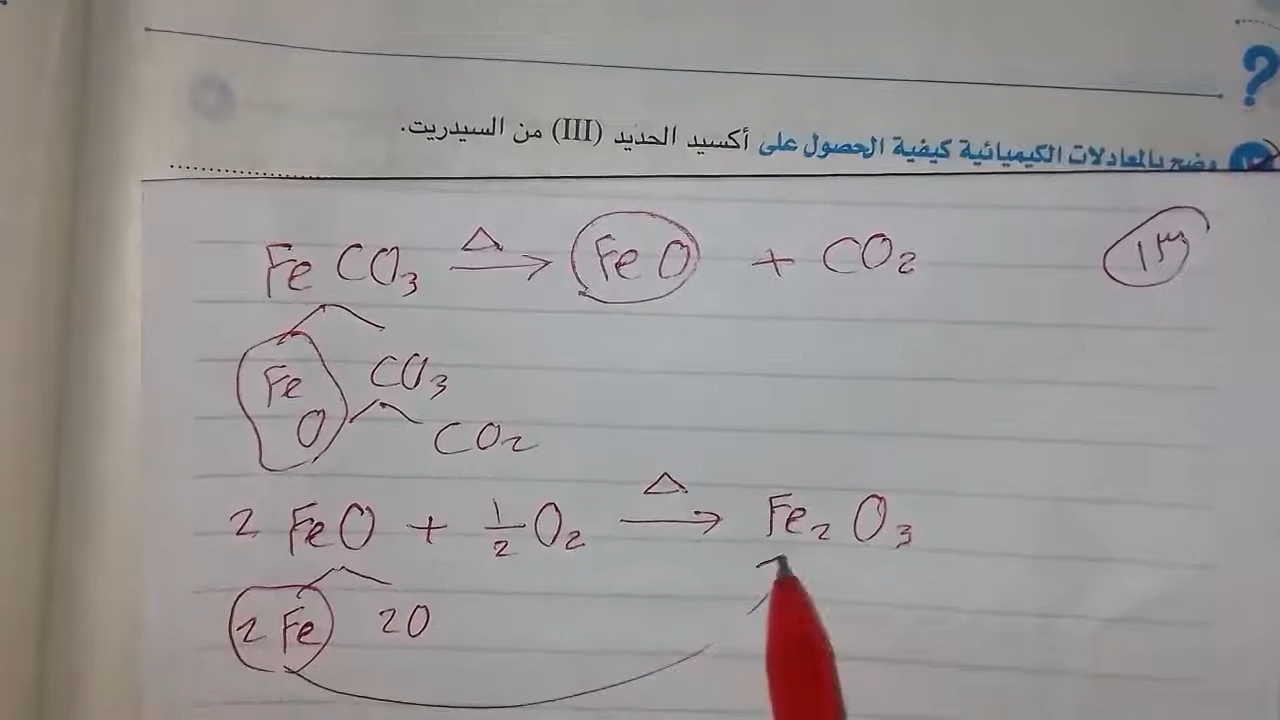 ?
وضح بالمعادلات الكيميائية كيفية الحصول على أكسيد الحديد (III) من السيدريت.
FeCO₃ —Δ→ FeO + CO₂ ١٣
Fe CO₃
O CO₂
2 FeO + 1/2 O₂ —Δ→ Fe₂O₃
2 Fe 2O